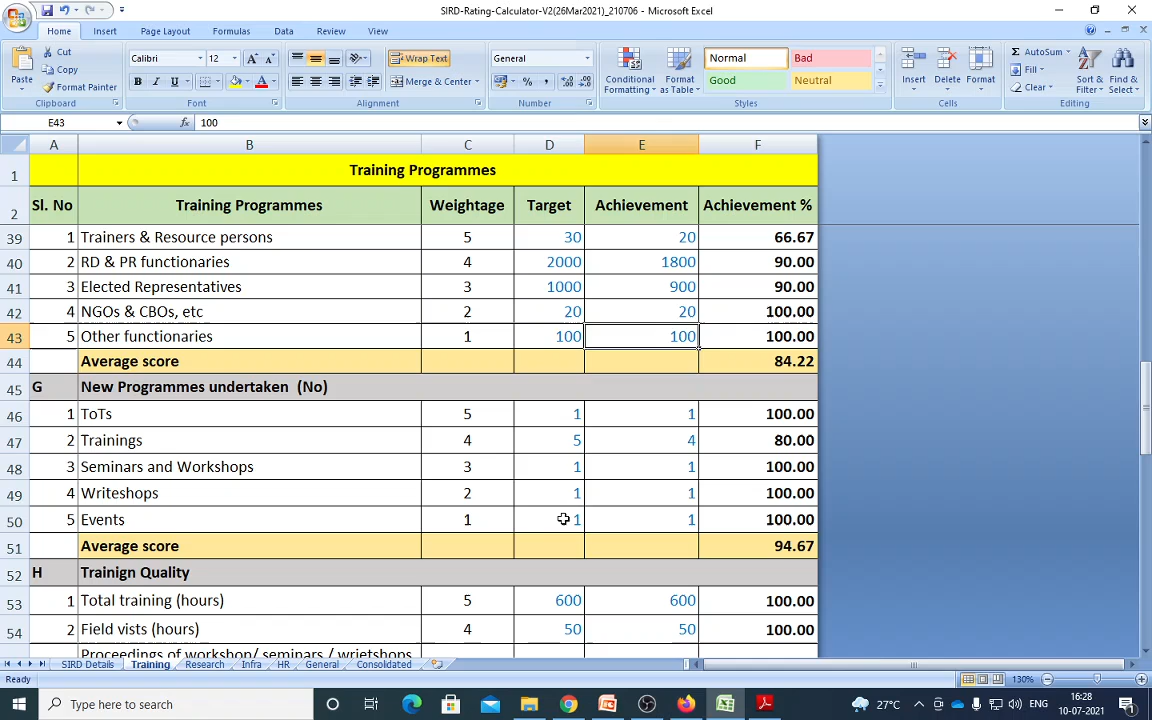 SIRD-Rating-Calculator-V2(26Mar2021)_210706 - Microsoft Excel
Home Insert Page Layout Formulas Data Review View
Paste Cut Copy Format Painter Clipboard
Calibri 12 A A B I U A Font
Wrap Text Merge & Center Alignment
General % , Number
Conditional Formatting Format as Table Normal Bad Good Neutral Styles
Insert Delete Format Cells
Σ AutoSum Fill Clear Sort & Filter Find & Select Editing
E43 fx 100
A B C D E F
1 Training Programmes
2 Sl. No Training Programmes Weightage Target Achievement Achievement %
39 1 Trainers & Resource persons 5 30 20 66.67
40 2 RD & PR functionaries 4 2000 1800 90.00
41 3 Elected Representatives 3 1000 900 90.00
42 4 NGOs & CBOs, etc 2 20 20 100.00
43 5 Other functionaries 1 100 100 100.00
44 Average score 84.22
45 G New Programmes undertaken (No)
46 1 ToTs 5 1 1 100.00
47 2 Trainings 4 5 4 80.00
48 3 Seminars and Workshops 3 1 1 100.00
49 4 Writeshops 2 1 1 100.00
50 5 Events 1 1 1 100.00
51 Average score 94.67
52 H Trainign Quality
53 1 Total training (hours) 5 600 600 100.00
54 2 Field vists (hours) 4 50 50 100.00
Proceedings of workshop/ seminars / wrietshops
SIRD Details Training Research Infra HR General Consolidated
Ready 130%
Type here to search 27°C ENG 16:28
10-07-2021